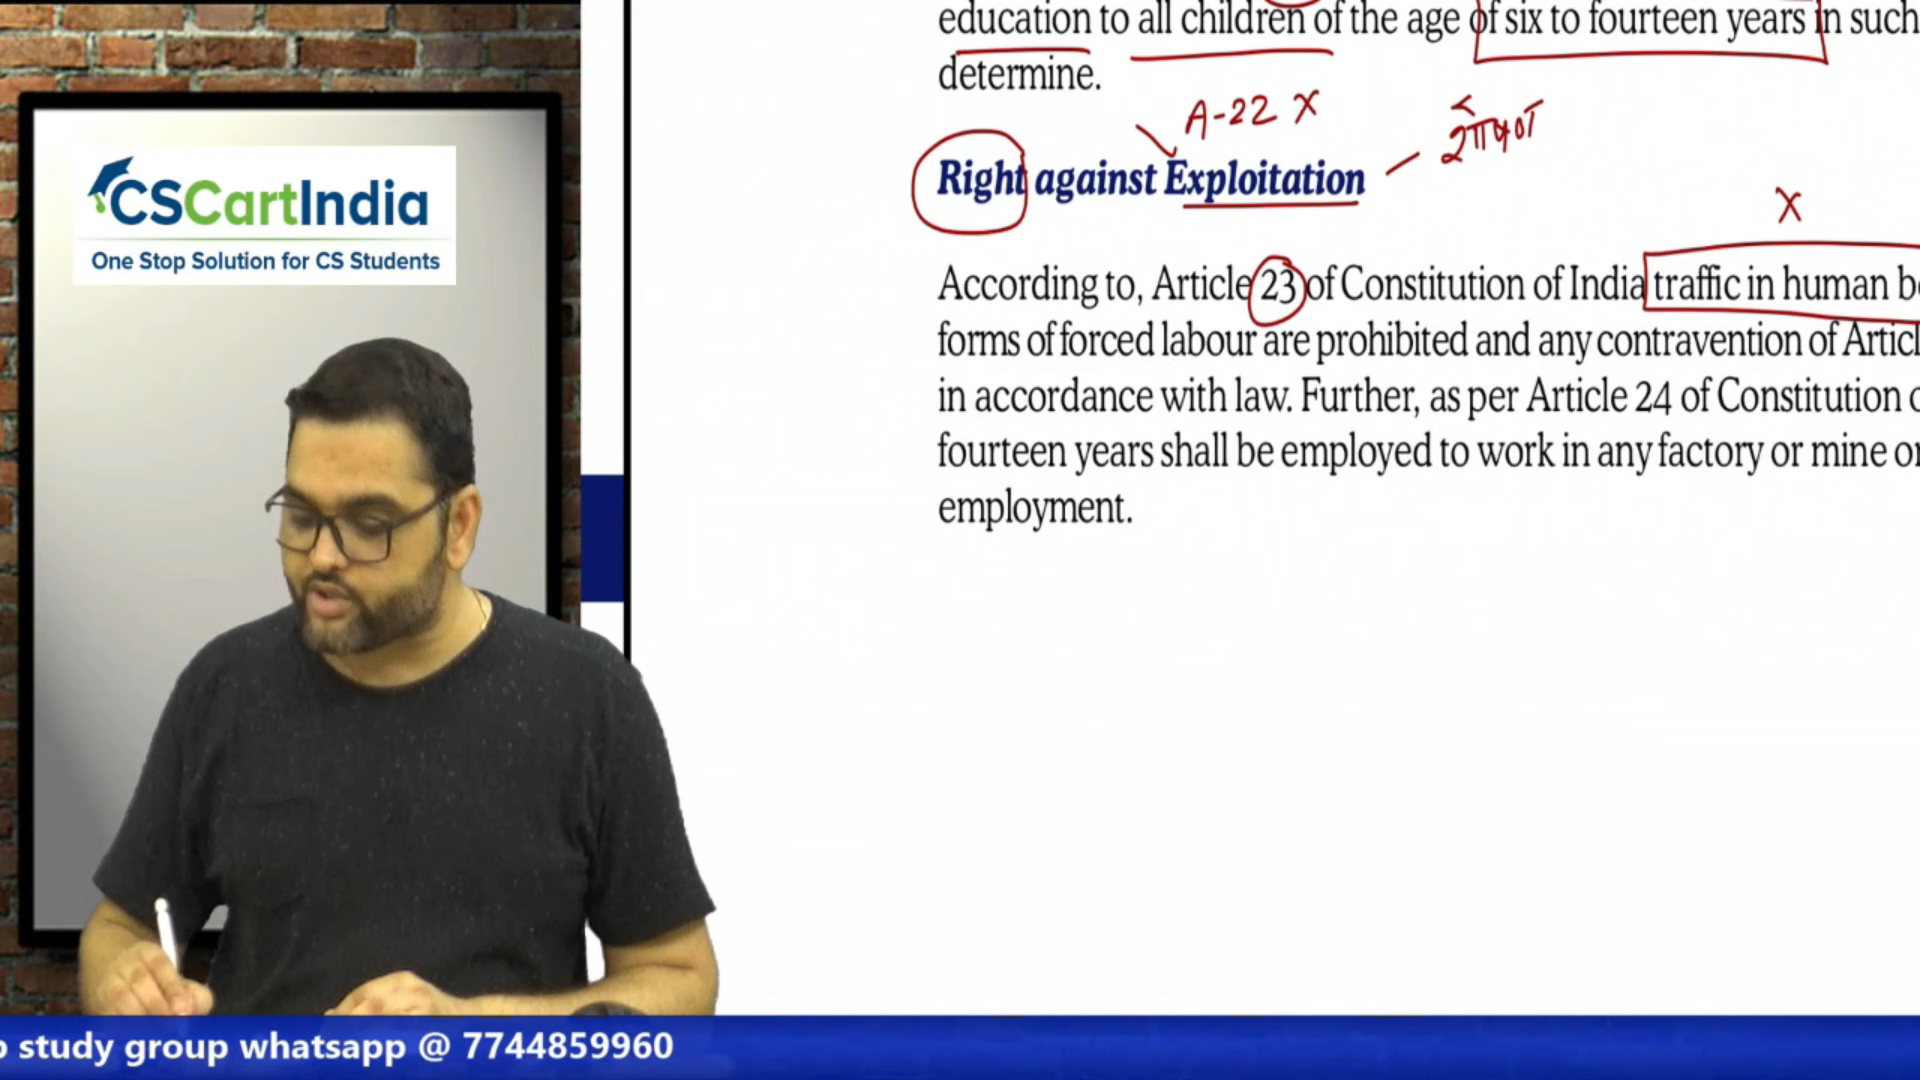 CSCartIndia
One Stop Solution for CS Students
education to all children of the age of six to fourteen years in such
determine.
A-22 X
शोषण
Right against Exploitation
X
According to, Article 23 of Constitution of India traffic in human b
forms of forced labour are prohibited and any contravention of Articl
in accordance with law. Further, as per Article 24 of Constitution o
fourteen years shall be employed to work in any factory or mine or
employment.
study group whatsapp @ 7744859960